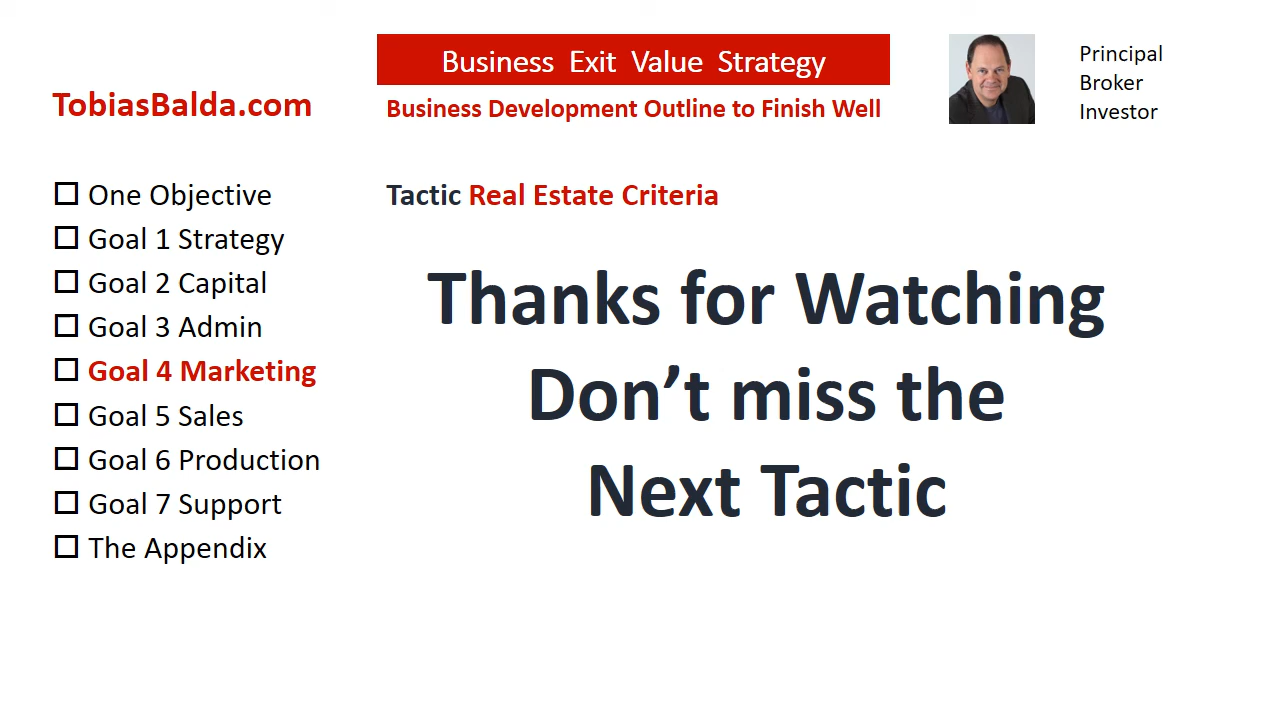 Business Exit Value Strategy
TobiasBalda.com
Business Development Outline to Finish Well
Principal
Broker
Investor
One Objective
Goal 1 Strategy
Goal 2 Capital
Goal 3 Admin
Goal 4 Marketing
Goal 5 Sales
Goal 6 Production
Goal 7 Support
The Appendix
Tactic Real Estate Criteria
Thanks for Watching
Don’t miss the
Next Tactic